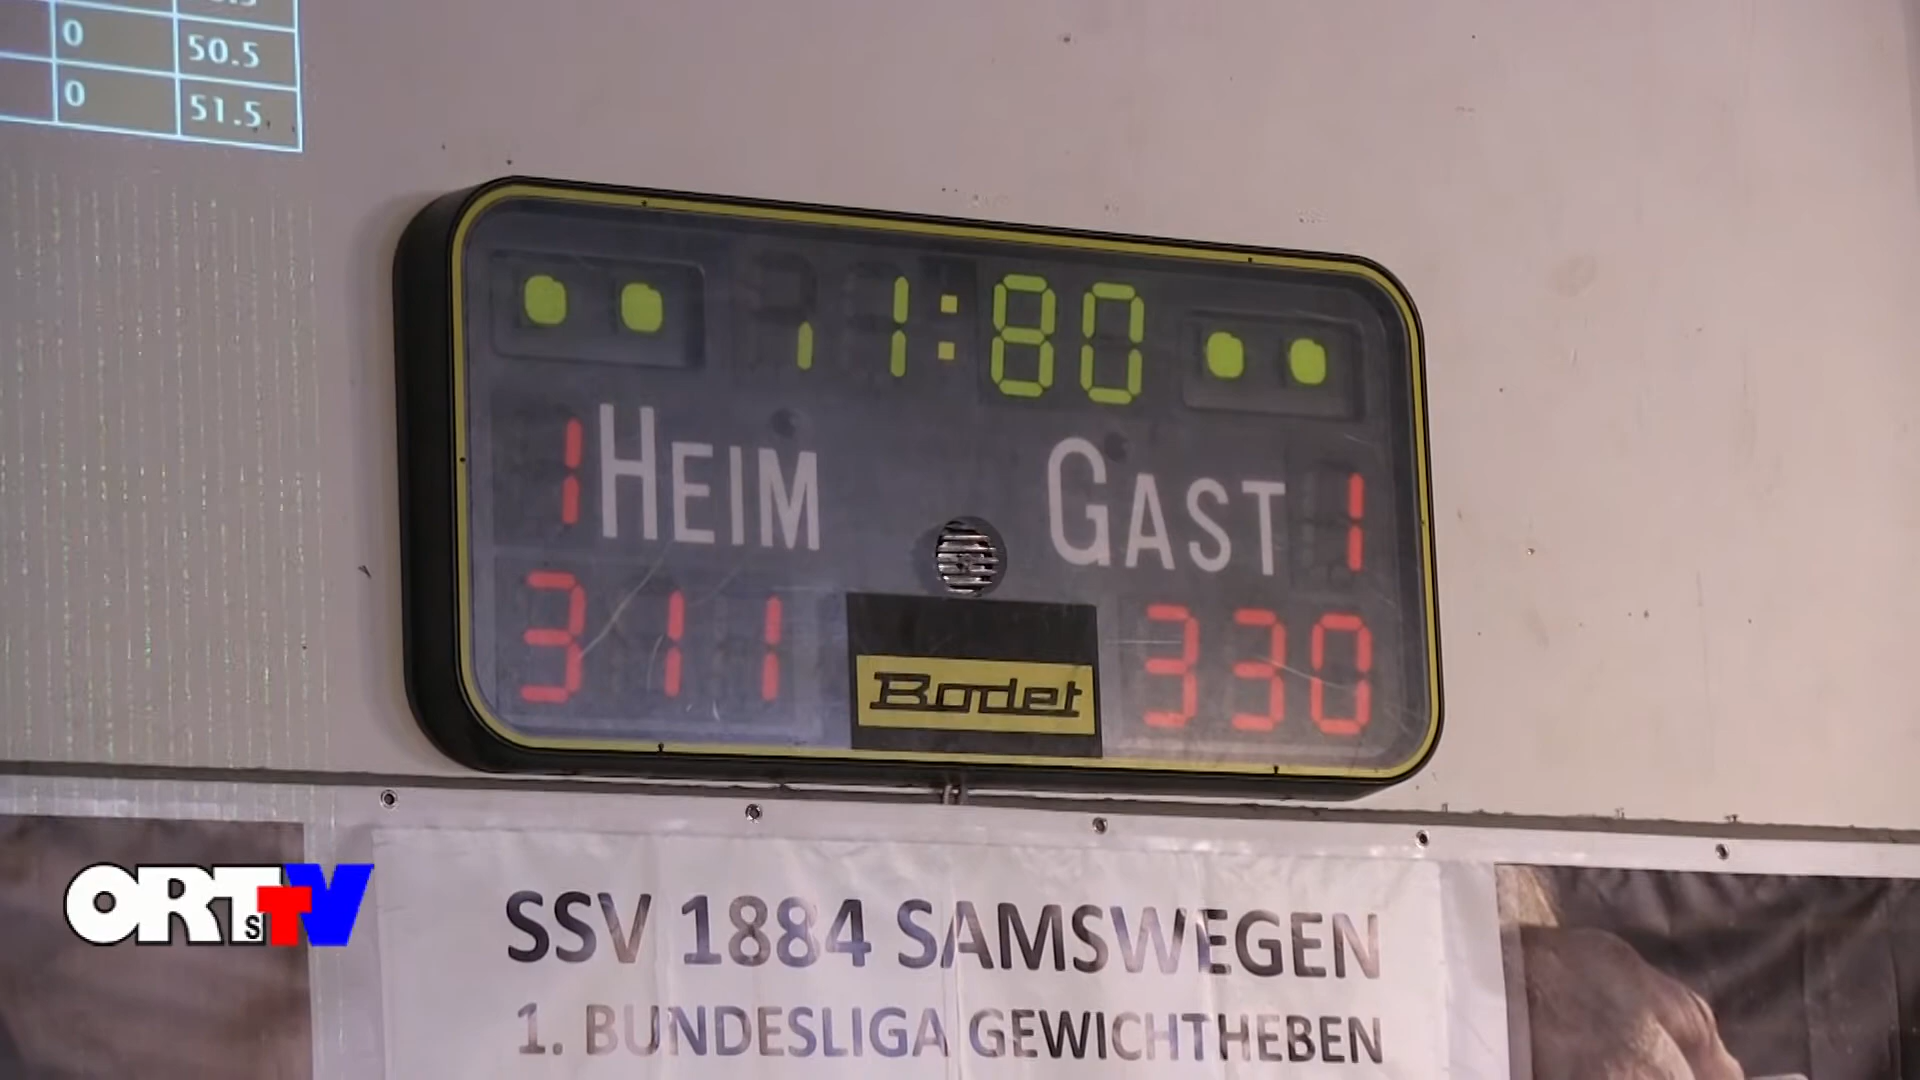 0 50.5
0 51.5
1:80
1 HEIM GAST 1
311 330
Bodet
ORTSTV
SSV 1884 SAMSWEGEN
1. BUNDESLIGA GEWICHTHEBEN